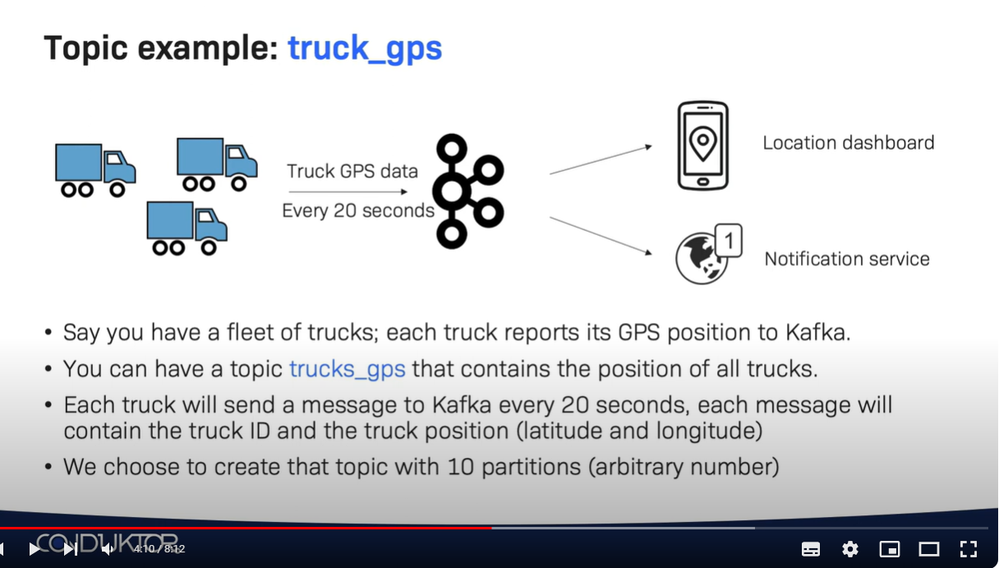 Topic example: truck_gps
Truck GPS data
Every 20 seconds
Location dashboard
1
Notification service
• Say you have a fleet of trucks; each truck reports its GPS position to Kafka.
• You can have a topic trucks_gps that contains the position of all trucks.
• Each truck will send a message to Kafka every 20 seconds, each message will
contain the truck ID and the truck position (latitude and longitude)
• We choose to create that topic with 10 partitions (arbitrary number)
CONDUKTOR
4:10 / 8:12